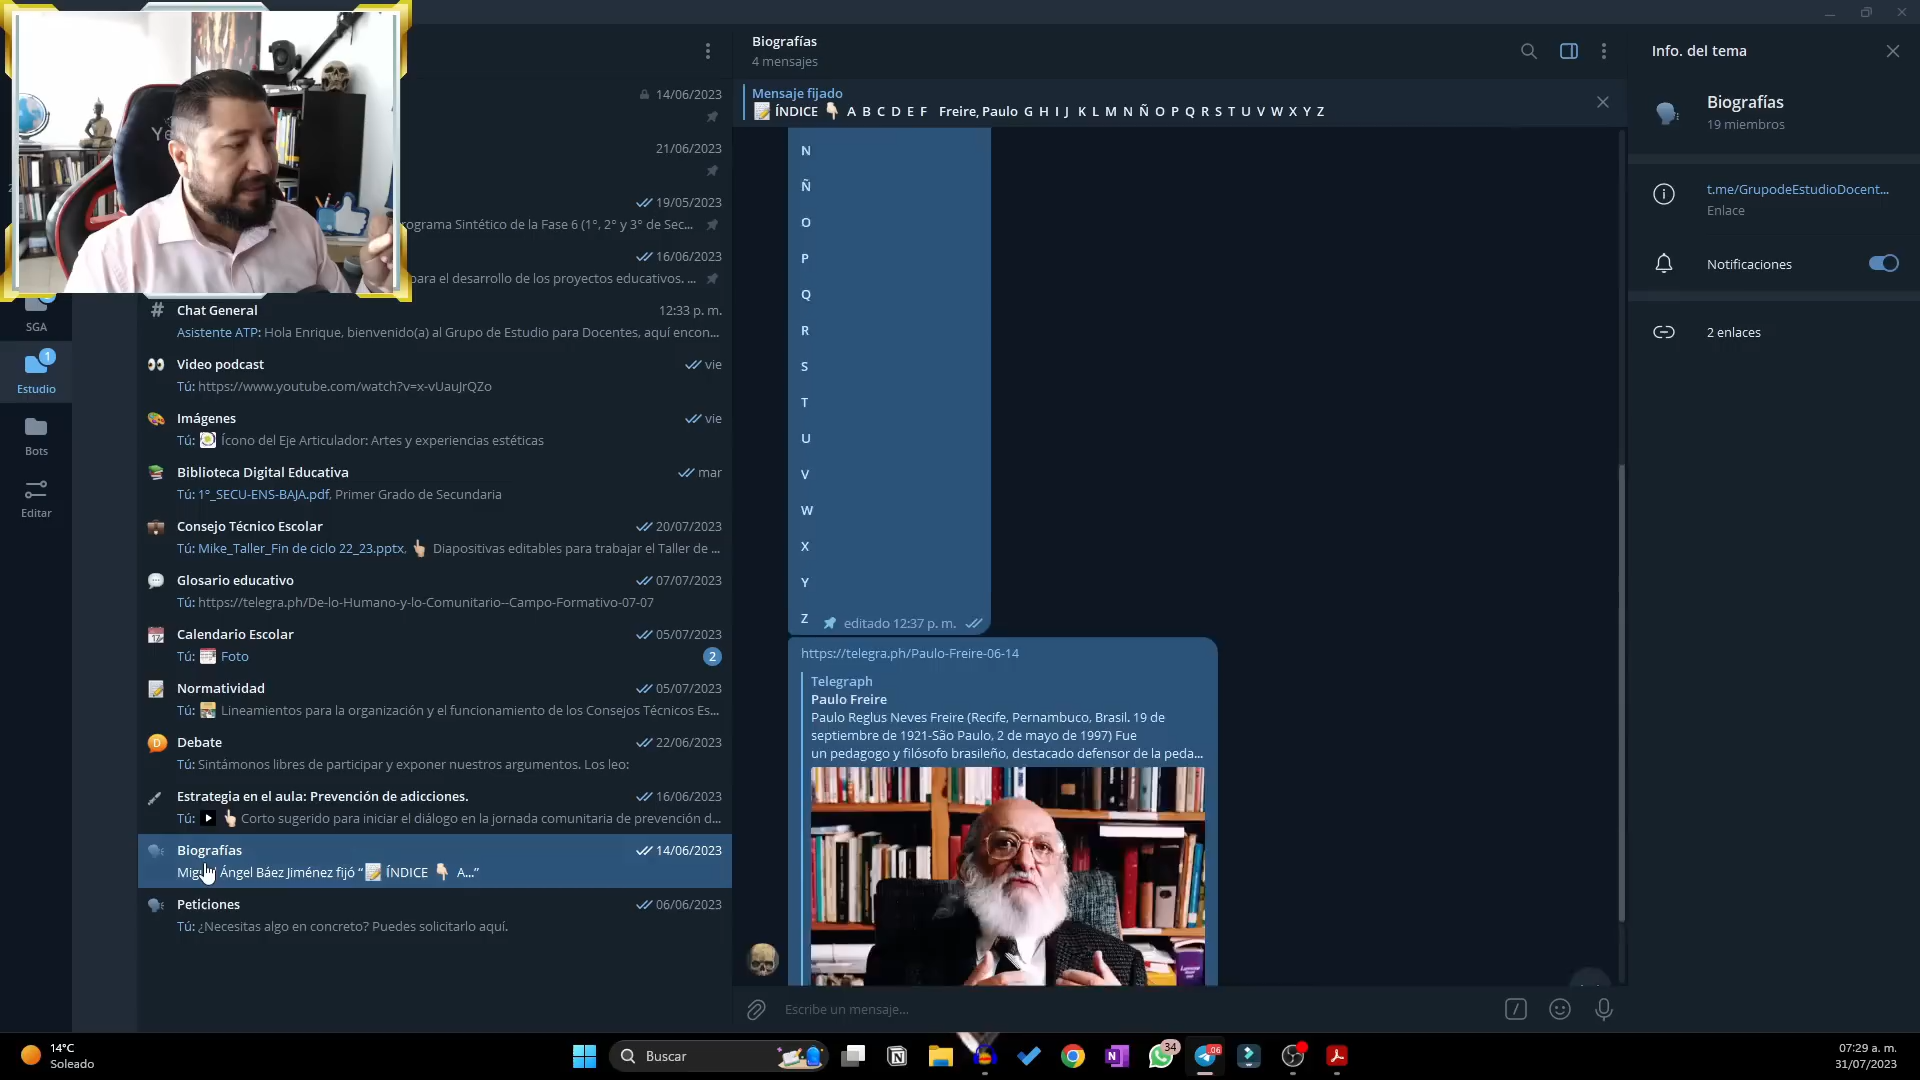 14/06/2023
21/06/2023
19/05/2023
rograma Sintético de la Fase 6 (1°, 2° y 3° de Sec...
16/06/2023
para el desarrollo de los proyectos educativos. ...
Chat General
12:33 p. m.
Asistente ATP: Hola Enrique, bienvenido(a) al Grupo de Estudio para Docentes, aquí encon...
Video podcast
vie
Tú: https://www.youtube.com/watch?v=x-vUauJrQZo
Imágenes
vie
Tú: Ícono del Eje Articulador: Artes y experiencias estéticas
Biblioteca Digital Educativa
mar
Tú: 1°_SECU-ENS-BAJA.pdf, Primer Grado de Secundaria
Consejo Técnico Escolar
20/07/2023
Tú: Mike_Taller_Fin de ciclo 22_23.pptx, 👆🏻 Diapositivas editables para trabajar el Taller de ...
Glosario educativo
07/07/2023
Tú: https://telegra.ph/De-lo-Humano-y-lo-Comunitario--Campo-Formativo-07-07
Calendario Escolar
05/07/2023
Tú: Foto
2
Normatividad
05/07/2023
Tú: Lineamientos para la organización y el funcionamiento de los Consejos Técnicos Es...
Debate
22/06/2023
Tú: Sintámonos libres de participar y exponer nuestros argumentos. Los leo:
Estrategia en el aula: Prevención de adicciones.
16/06/2023
Tú: 👆🏻 Corto sugerido para iniciar el diálogo en la jornada comunitaria de prevención d...
Biografías
14/06/2023
Ángel Báez Jiménez fijó “📝 ÍNDICE 👇🏻 A...”
Peticiones
06/06/2023
Tú: ¿Necesitas algo en concreto? Puedes solicitarlo aquí.
SGA
1
Estudio
Bots
Editar
Biografías
4 mensajes
Mensaje fijado
📝 ÍNDICE 👇🏻 A B C D E F Freire, Paulo G H I J K L M N Ñ O P Q R S T U V W X Y Z
N
Ñ
O
P
Q
R
S
T
U
V
W
X
Y
Z
editado 12:37 p. m.
https://telegra.ph/Paulo-Freire-06-14
Telegraph
Paulo Freire
Paulo Reglus Neves Freire (Recife, Pernambuco, Brasil. 19 de
septiembre de 1921-São Paulo, 2 de mayo de 1997) Fue
un pedagogo y filósofo brasileño, destacado defensor de la peda...
Escribe un mensaje...
Info. del tema
Biografías
19 miembros
t.me/GrupodeEstudioDocent...
Enlace
Notificaciones
2 enlaces
14°C
Soleado
Buscar
34
07:29 a. m.
31/07/2023